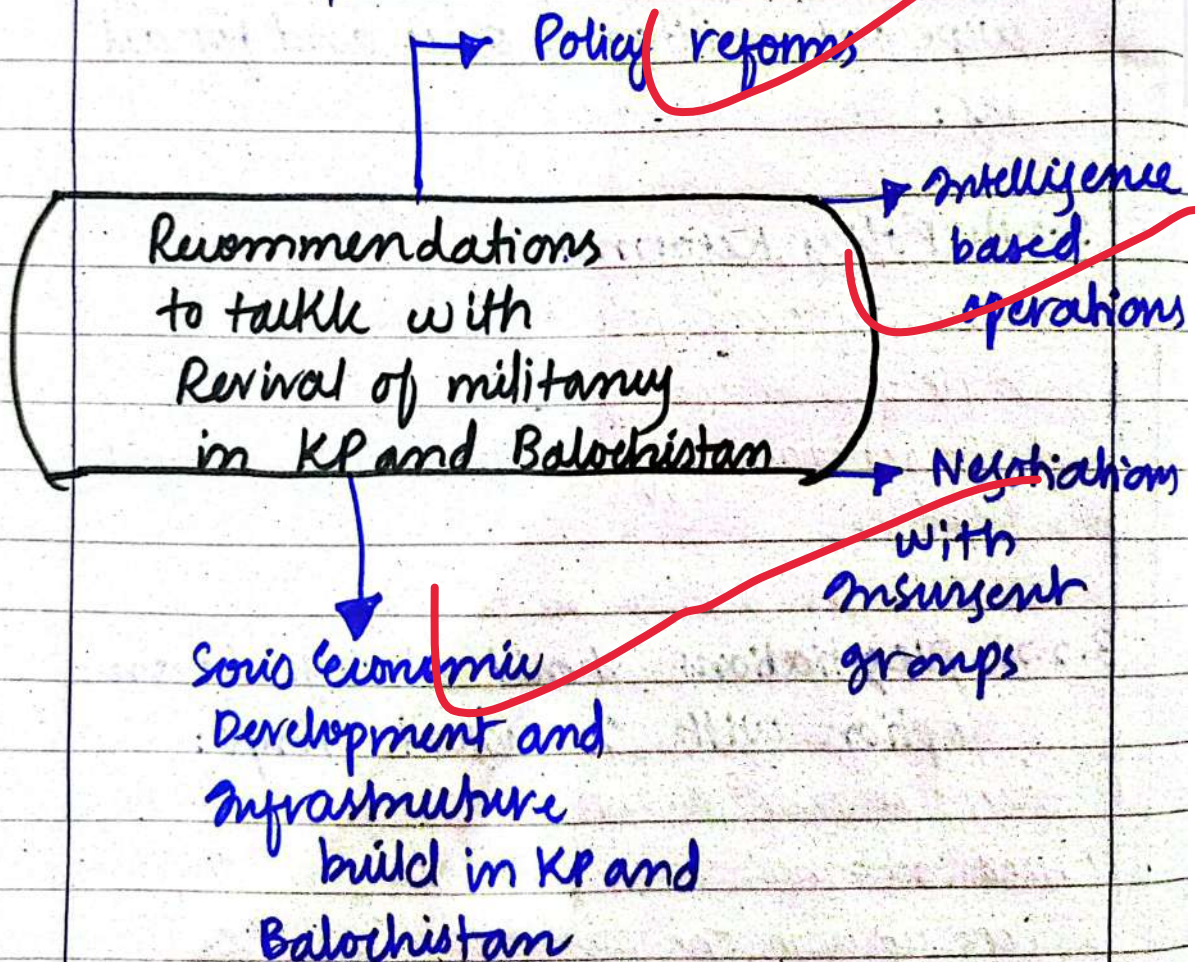 Policy reforms
Intelligence
based
operations
Recommendations
to tackle with
Revival of militancy
in KP and Balochistan
Negotiations
with
insurgent
groups
Socio Economic
Development and
Infrastructure
build in KP and
Balochistan